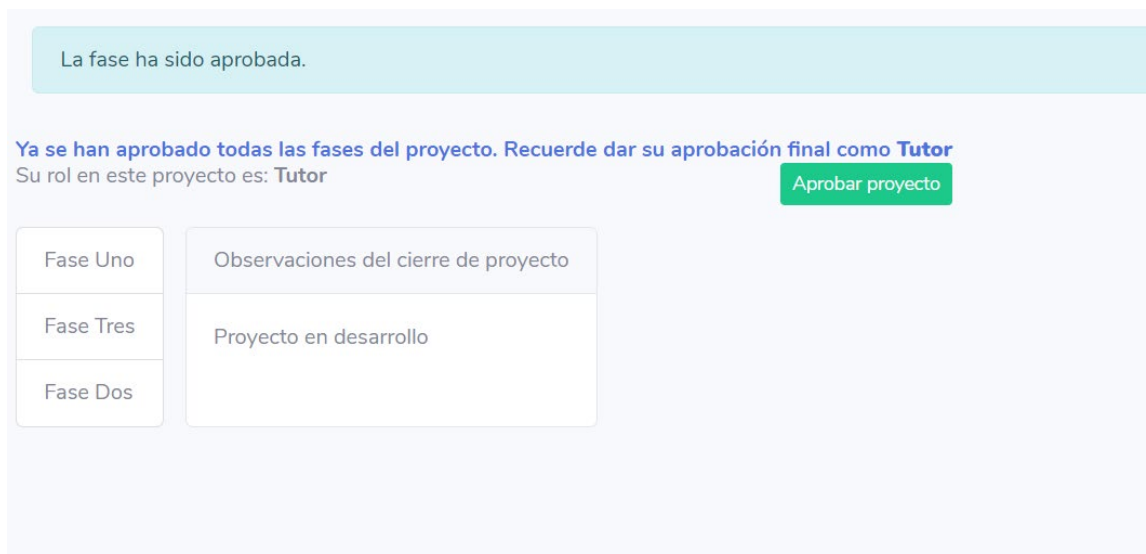 La fase ha sido aprobada.
Ya se han aprobado todas las fases del proyecto. Recuerde dar su aprobación final como Tutor
Su rol en este proyecto es: Tutor
Aprobar proyecto
Fase Uno
Fase Tres
Fase Dos
Observaciones del cierre de proyecto
Proyecto en desarrollo